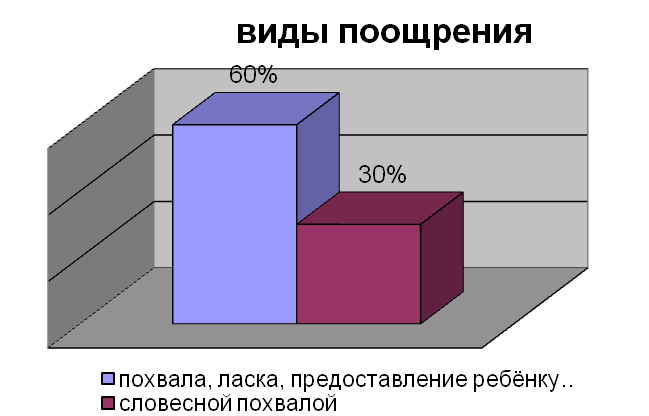 виды поощрения
60%
30%
похвала, ласка, предоставление ребёнку..
словесной похвалой